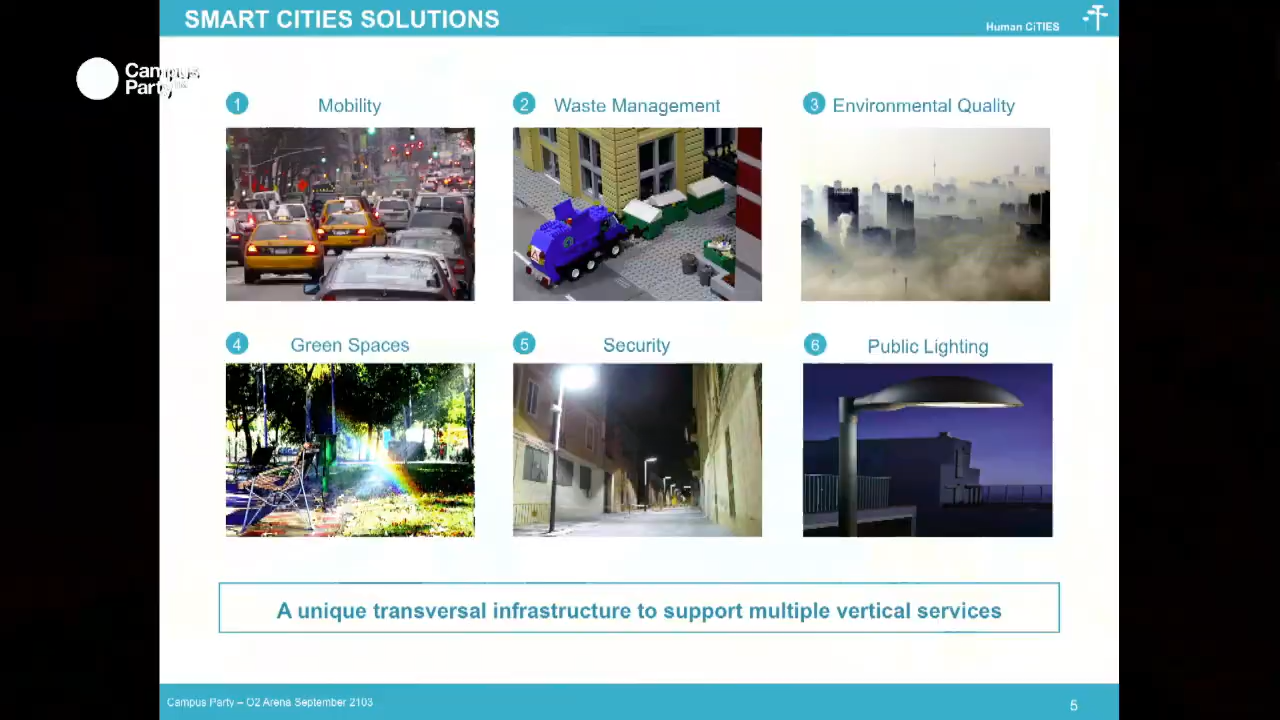 SMART CITIES SOLUTIONS
Human CiTIES
Campus
Party
1 Mobility
2 Waste Management
3 Environmental Quality
4 Green Spaces
5 Security
6 Public Lighting
A unique transversal infrastructure to support multiple vertical services
Campus Party – O2 Arena September 2103
5